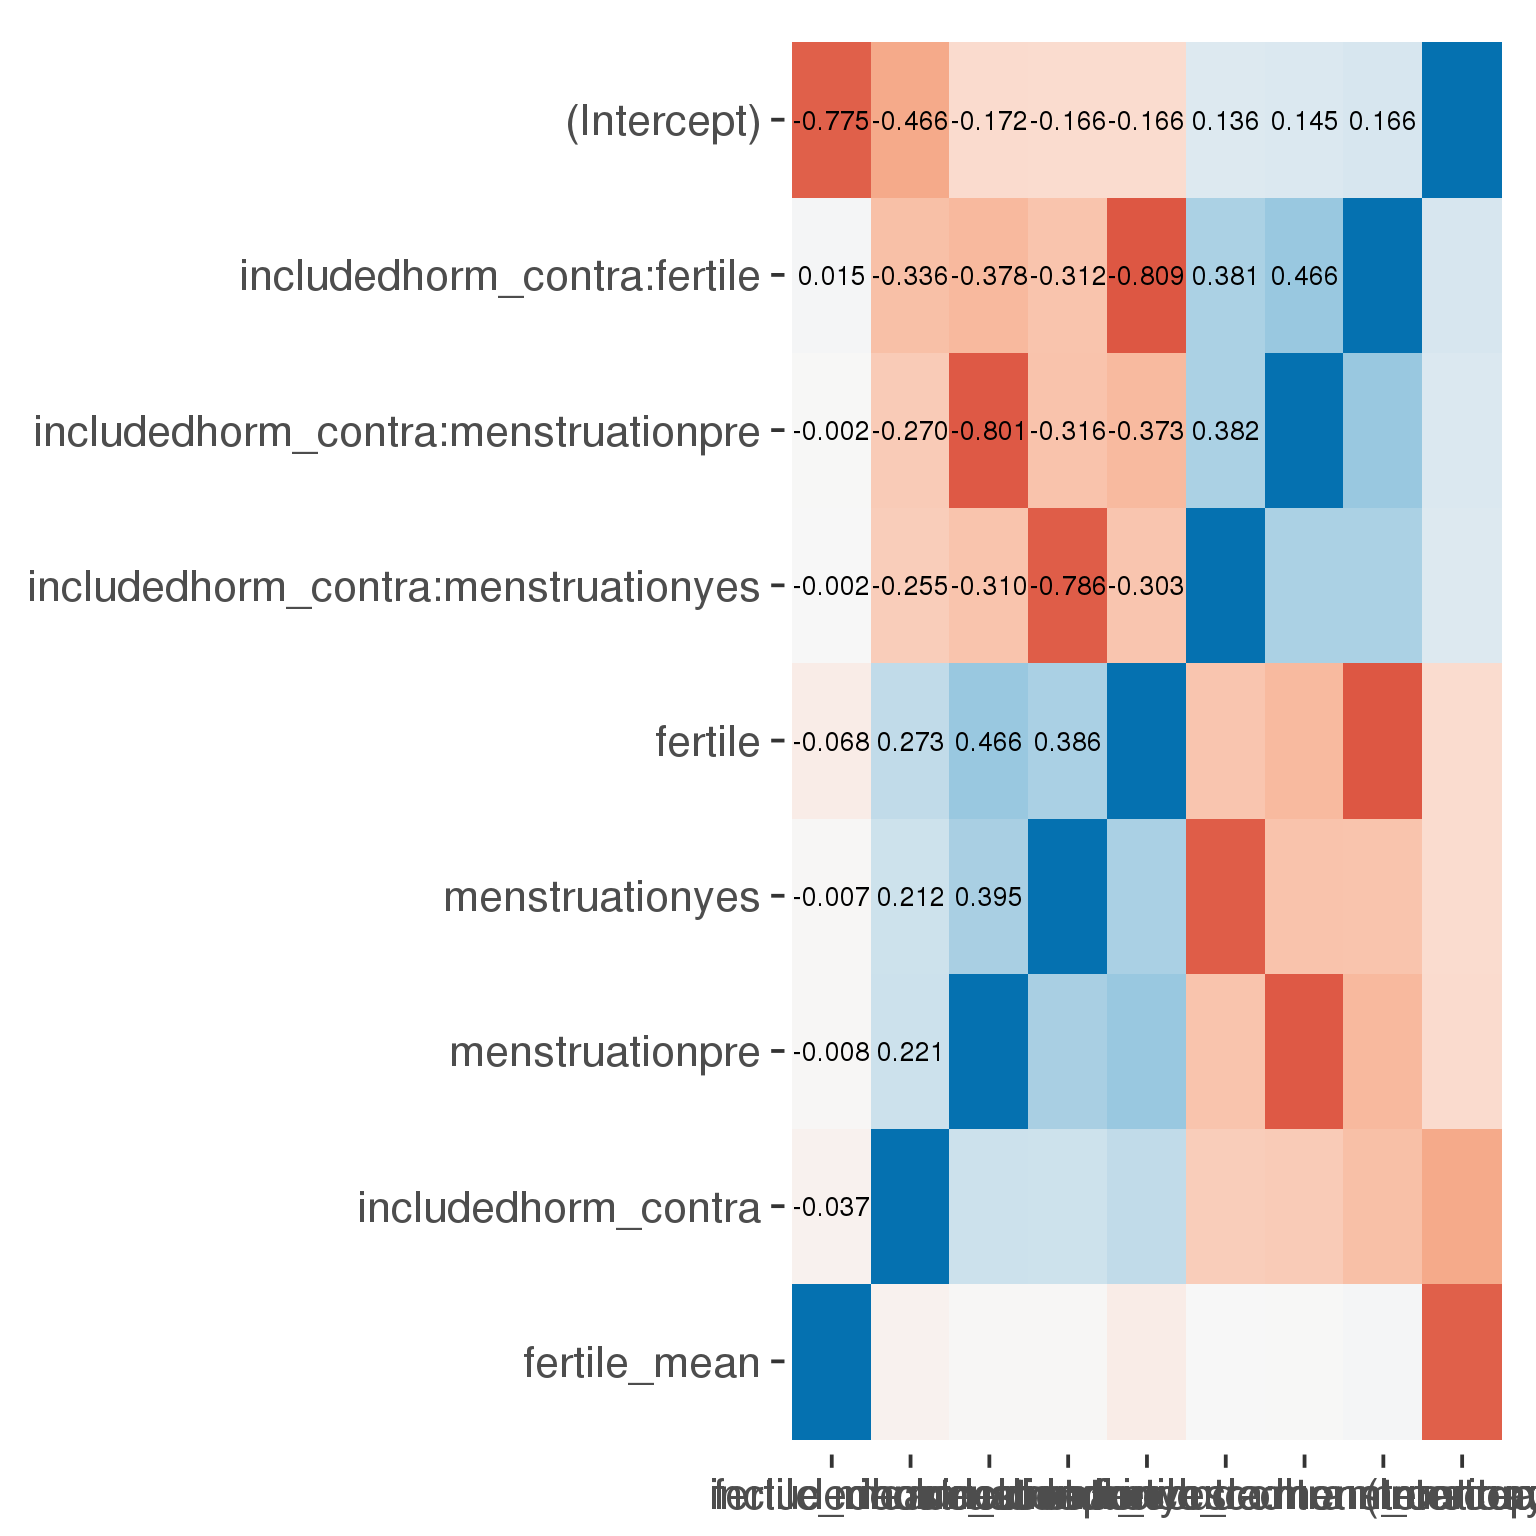 (Intercept) -0.775 -0.466 -0.172 -0.166 -0.166 0.136 0.145 0.166
includedhorm_contra:fertile 0.015 -0.336 -0.378 -0.312 -0.809 0.381 0.466
includedhorm_contra:menstruationpre -0.002 -0.270 -0.801 -0.316 -0.373 0.382
includedhorm_contra:menstruationyes -0.002 -0.255 -0.310 -0.786 -0.303
fertile -0.068 0.273 0.466 0.386
menstruationyes -0.007 0.212 0.395
menstruationpre -0.008 0.221
includedhorm_contra -0.037
fertile_mean